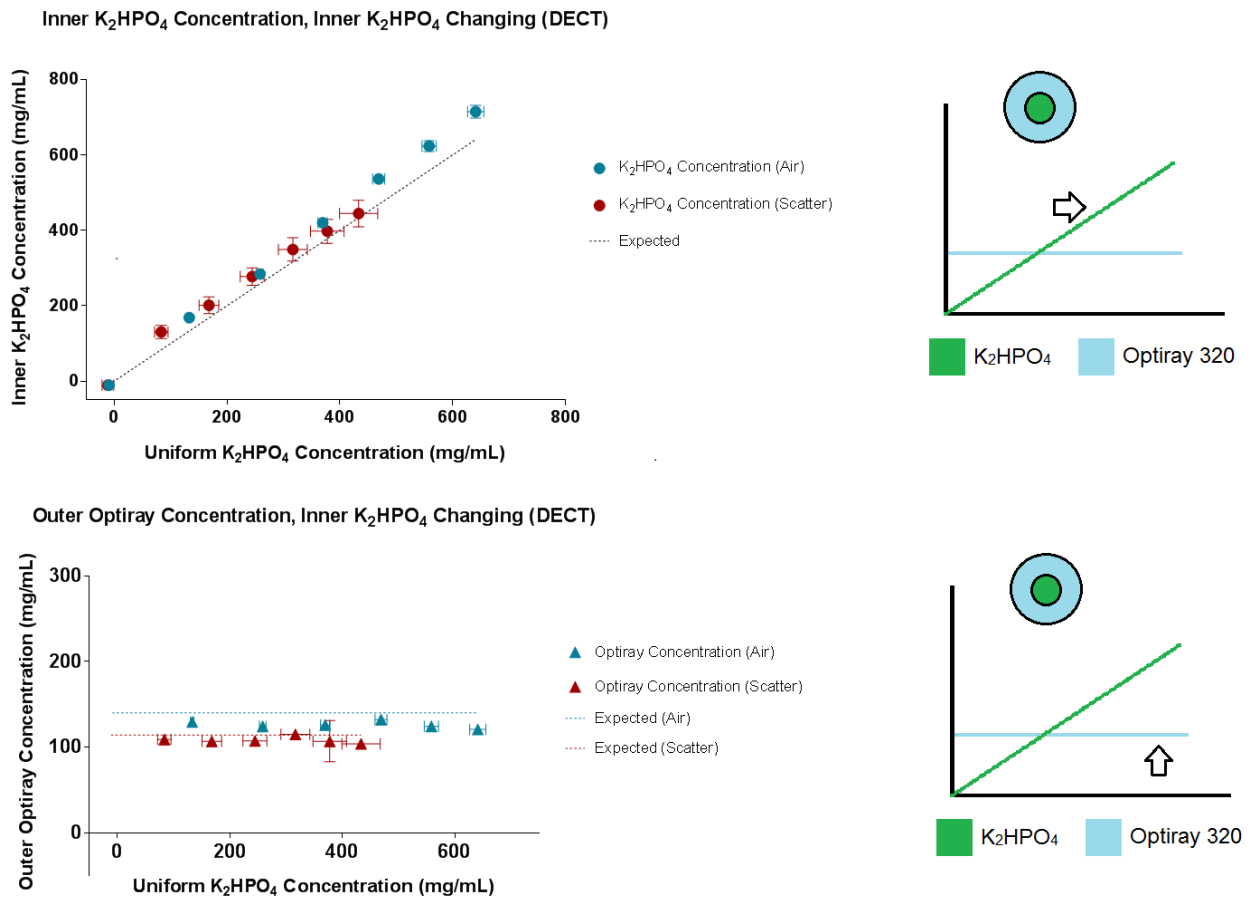 Inner K₂HPO₄ Concentration, Inner K₂HPO₄ Changing (DECT)
Inner K₂HPO₄ Concentration (mg/mL)
800
600
400
200
0
0 200 400 600 800
Uniform K₂HPO₄ Concentration (mg/mL)
K₂HPO₄ Concentration (Air)
K₂HPO₄ Concentration (Scatter)
Expected
K₂HPO₄ Optiray 320
Outer Optiray Concentration, Inner K₂HPO₄ Changing (DECT)
Outer Optiray Concentration (mg/mL)
300
200
100
0
0 200 400 600
Uniform K₂HPO₄ Concentration (mg/mL)
Optiray Concentration (Air)
Optiray Concentration (Scatter)
Expected (Air)
Expected (Scatter)
K₂HPO₄ Optiray 320